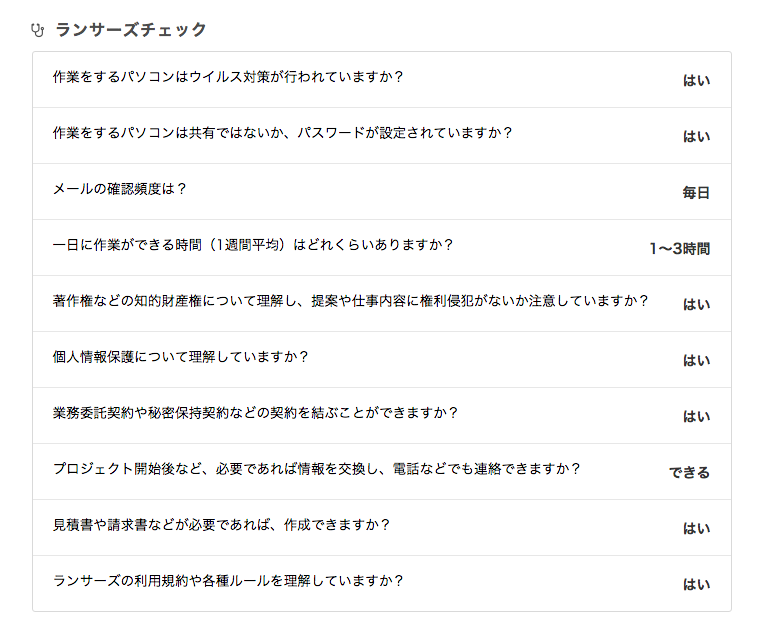 ランサーズチェック
作業をするパソコンはウイルス対策が行われていますか？
はい
作業をするパソコンは共有ではないか、パスワードが設定されていますか？
はい
メールの確認頻度は？
毎日
一日に作業ができる時間（1週間平均）はどれくらいありますか？
1〜3時間
著作権などの知的財産権について理解し、提案や仕事内容に権利侵犯がないか注意していますか？
はい
個人情報保護について理解していますか？
はい
業務委託契約や秘密保持契約などの契約を結ぶことができますか？
はい
プロジェクト開始後など、必要であれば情報を交換し、電話などでも連絡できますか？
できる
見積書や請求書などが必要であれば、作成できますか？
はい
ランサーズの利用規約や各種ルールを理解していますか？
はい